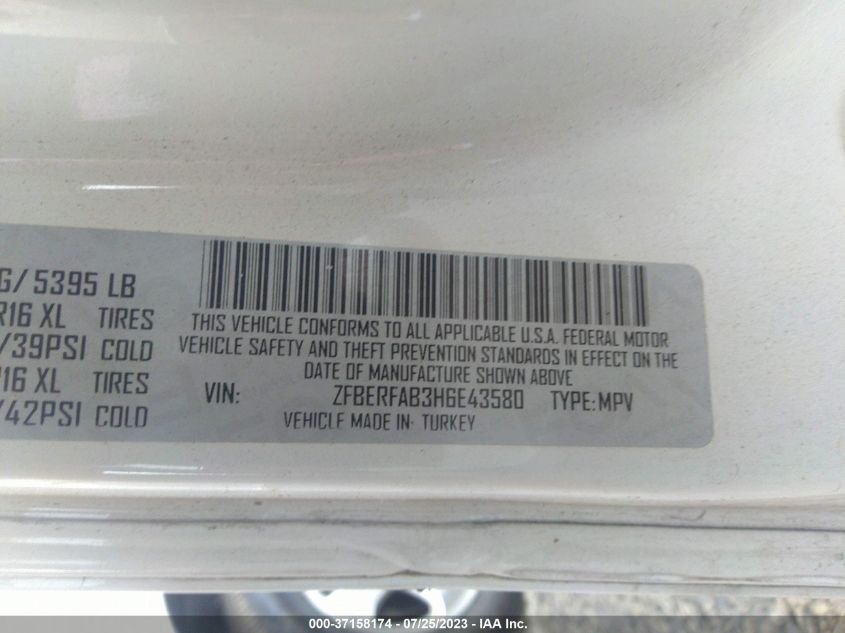 G/ 5395 LB
R16 XL TIRES
/39PSI COLD
16 XL TIRES
/42PSI COLD
THIS VEHICLE CONFORMS TO ALL APPLICABLE U.S.A. FEDERAL MOTOR
VEHICLE SAFETY AND THEFT PREVENTION STANDARDS IN EFFECT ON THE
DATE OF MANUFACTURE SHOWN ABOVE
VIN: ZFBERFAB3H6E43580 TYPE: MPV
VEHICLE MADE IN: TURKEY
000-37158174 - 07/25/2023 - IAA Inc.